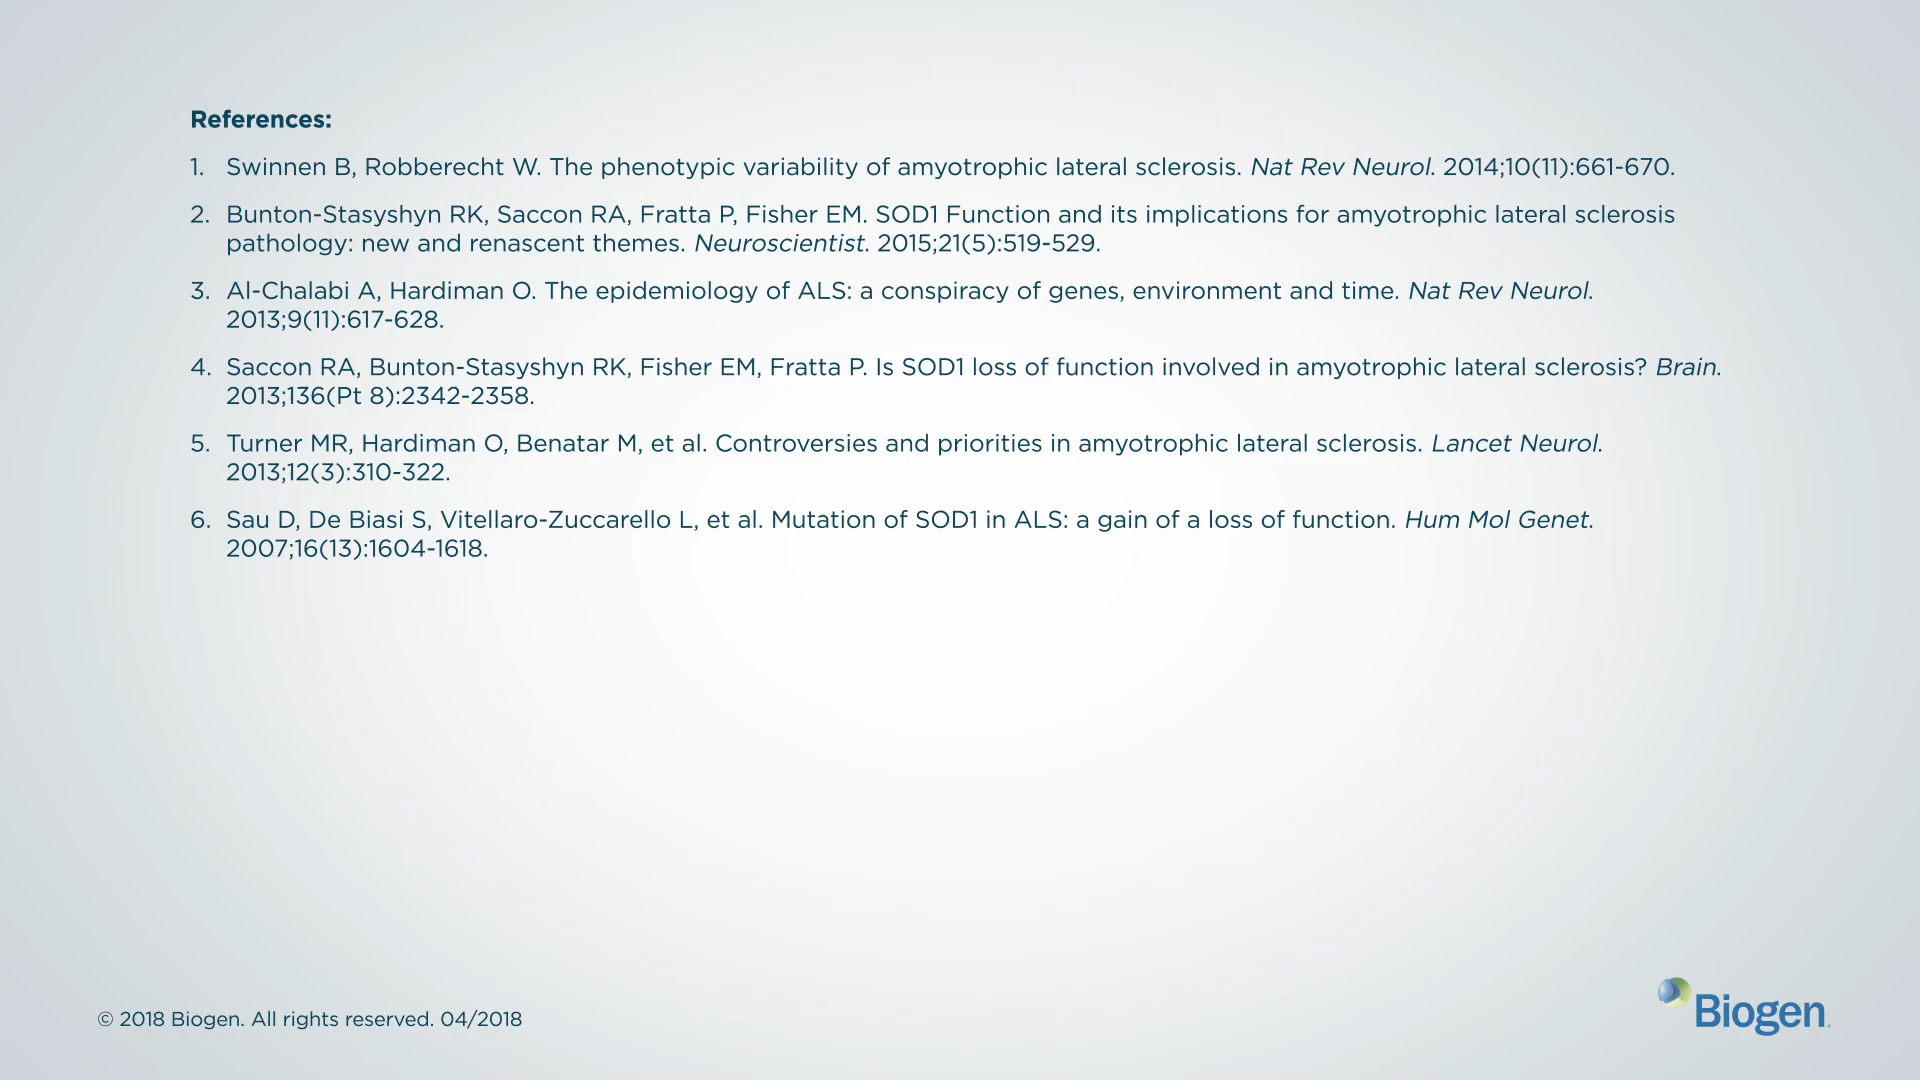 References:
1. Swinnen B, Robberecht W. The phenotypic variability of amyotrophic lateral sclerosis. Nat Rev Neurol. 2014;10(11):661-670.
2. Bunton-Stasyshyn RK, Saccon RA, Fratta P, Fisher EM. SOD1 Function and its implications for amyotrophic lateral sclerosis
pathology: new and renascent themes. Neuroscientist. 2015;21(5):519-529.
3. Al-Chalabi A, Hardiman O. The epidemiology of ALS: a conspiracy of genes, environment and time. Nat Rev Neurol.
2013;9(11):617-628.
4. Saccon RA, Bunton-Stasyshyn RK, Fisher EM, Fratta P. Is SOD1 loss of function involved in amyotrophic lateral sclerosis? Brain.
2013;136(Pt 8):2342-2358.
5. Turner MR, Hardiman O, Benatar M, et al. Controversies and priorities in amyotrophic lateral sclerosis. Lancet Neurol.
2013;12(3):310-322.
6. Sau D, De Biasi S, Vitellaro-Zuccarello L, et al. Mutation of SOD1 in ALS: a gain of a loss of function. Hum Mol Genet.
2007;16(13):1604-1618.
© 2018 Biogen. All rights reserved. 04/2018
Biogen